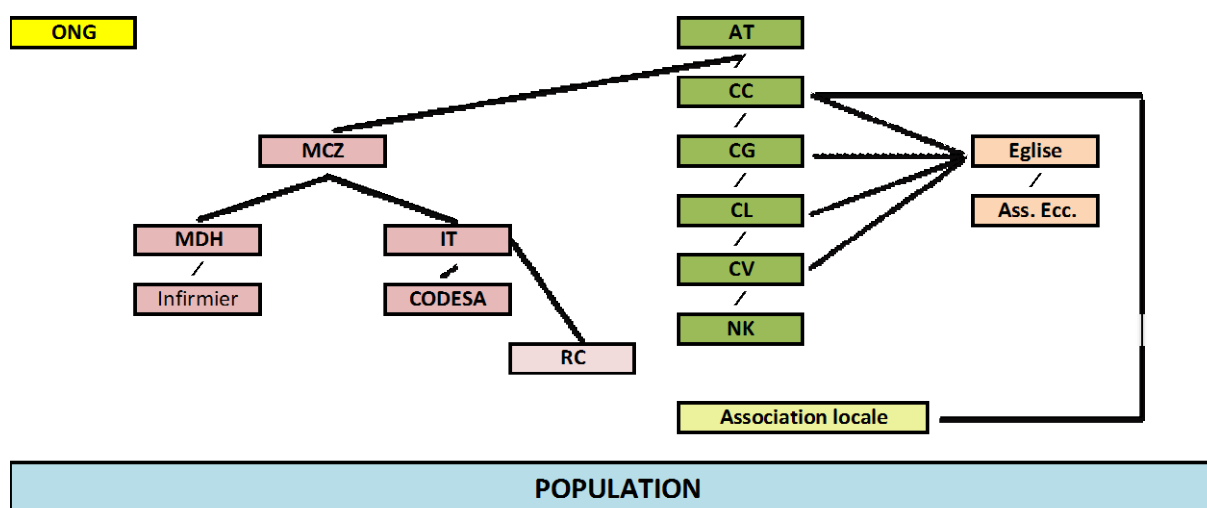 ONG
AT
CC
MCZ
CG
Eglise
CL
Ass. Ecc.
MDH
IT
CV
Infirmier
CODESA
NK
RC
Association locale
POPULATION